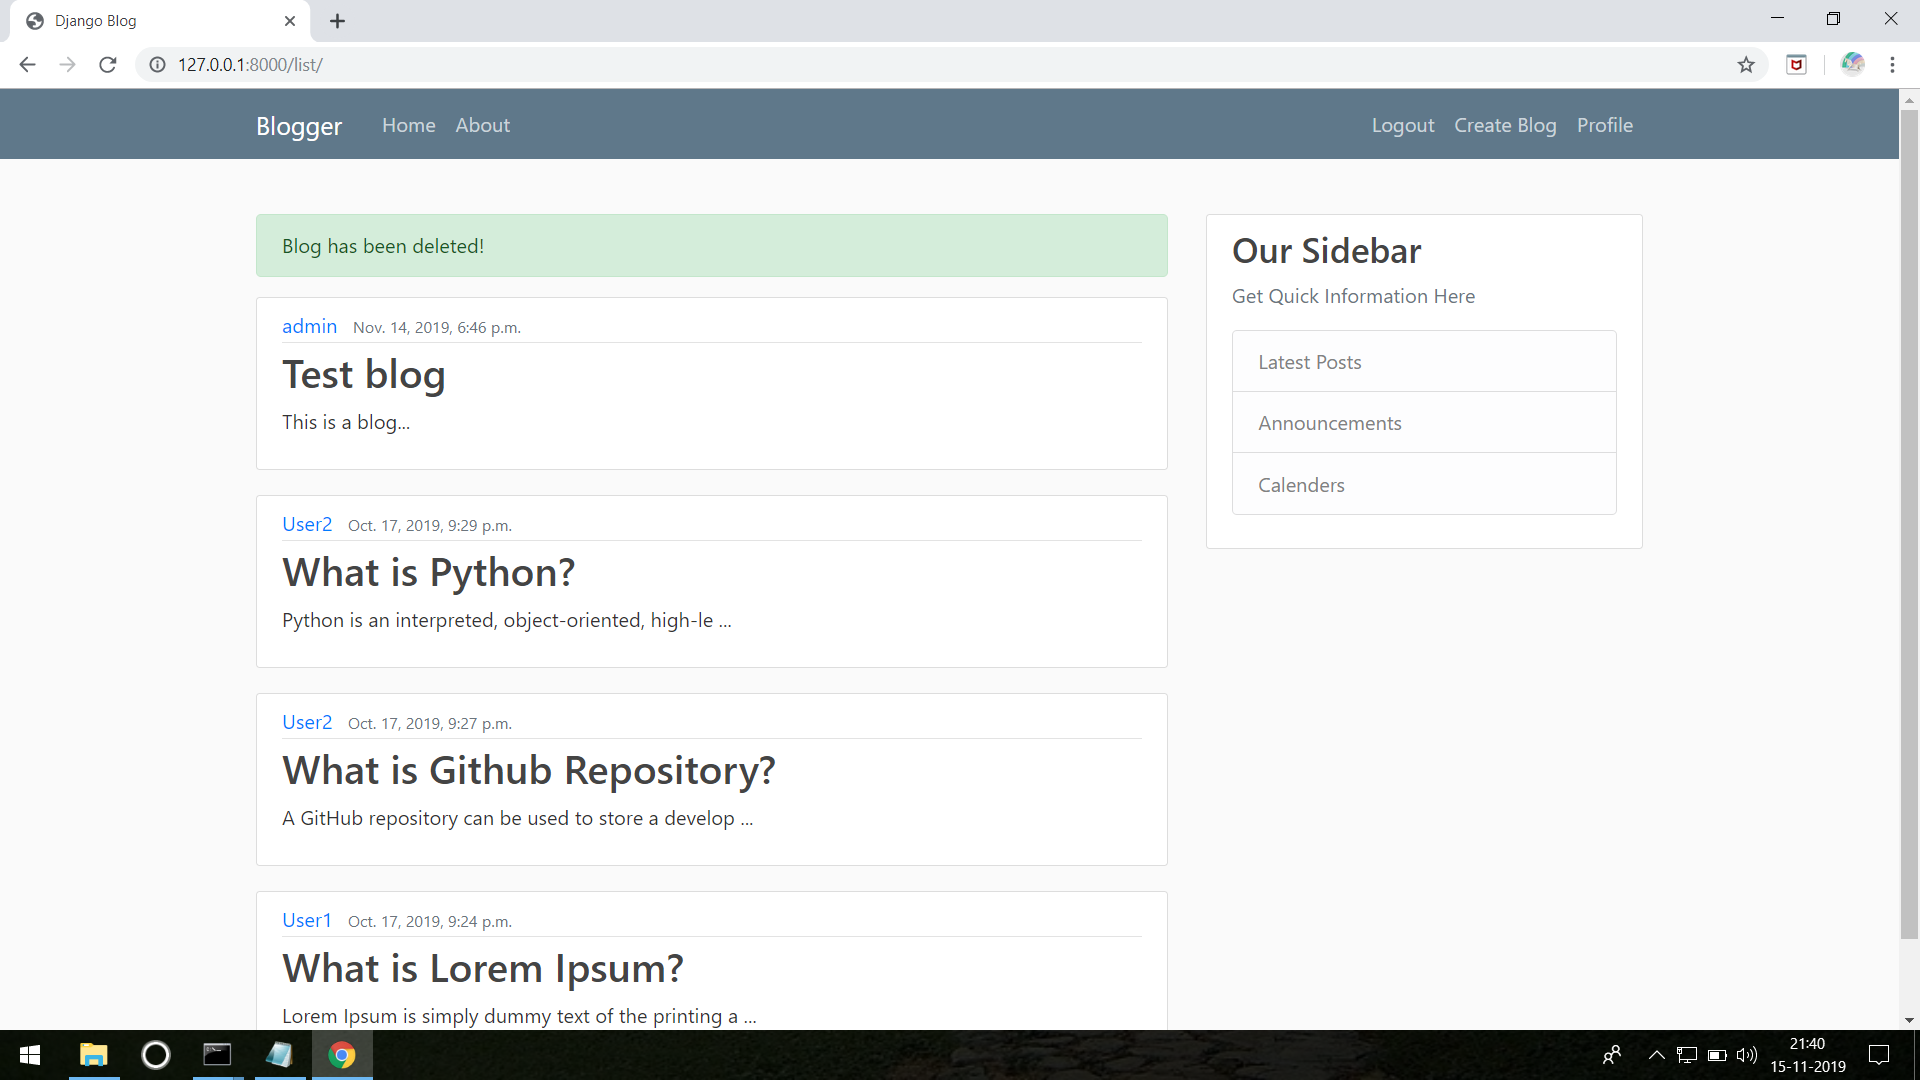 Django Blog
127.0.0.1:8000/list/
Blogger Home About Logout Create Blog Profile
Blog has been deleted!
admin Nov. 14, 2019, 6:46 p.m.
Test blog
This is a blog...
User2 Oct. 17, 2019, 9:29 p.m.
What is Python?
Python is an interpreted, object-oriented, high-le ...
User2 Oct. 17, 2019, 9:27 p.m.
What is Github Repository?
A GitHub repository can be used to store a develop ...
User1 Oct. 17, 2019, 9:24 p.m.
What is Lorem Ipsum?
Lorem Ipsum is simply dummy text of the printing a ...
Our Sidebar
Get Quick Information Here
Latest Posts
Announcements
Calenders
21:40
15-11-2019